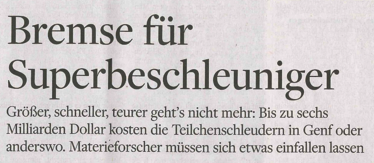 Bremse für
Superbeschleuniger
Größer, schneller, teurer geht's nicht mehr: Bis zu sechs
Milliarden Dollar kosten die Teilchenschleudern in Genf oder
anderswo. Materieforscher müssen sich etwas einfallen lassen